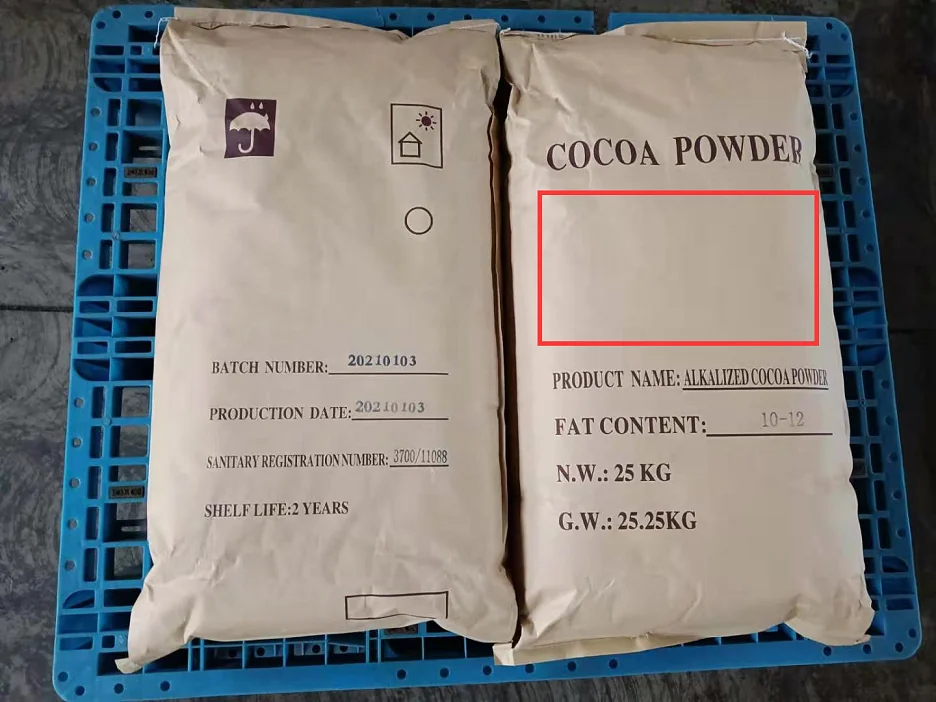 BATCH NUMBER: 20210103
PRODUCTION DATE: 20210103
SANITARY REGISTRATION NUMBER: 3700/11088
SHELF LIFE:2 YEARS
COCOA POWDER
PRODUCT NAME: ALKALIZED COCOA POWDER
FAT CONTENT: 10-12
N.W.: 25 KG
G.W.: 25.25KG